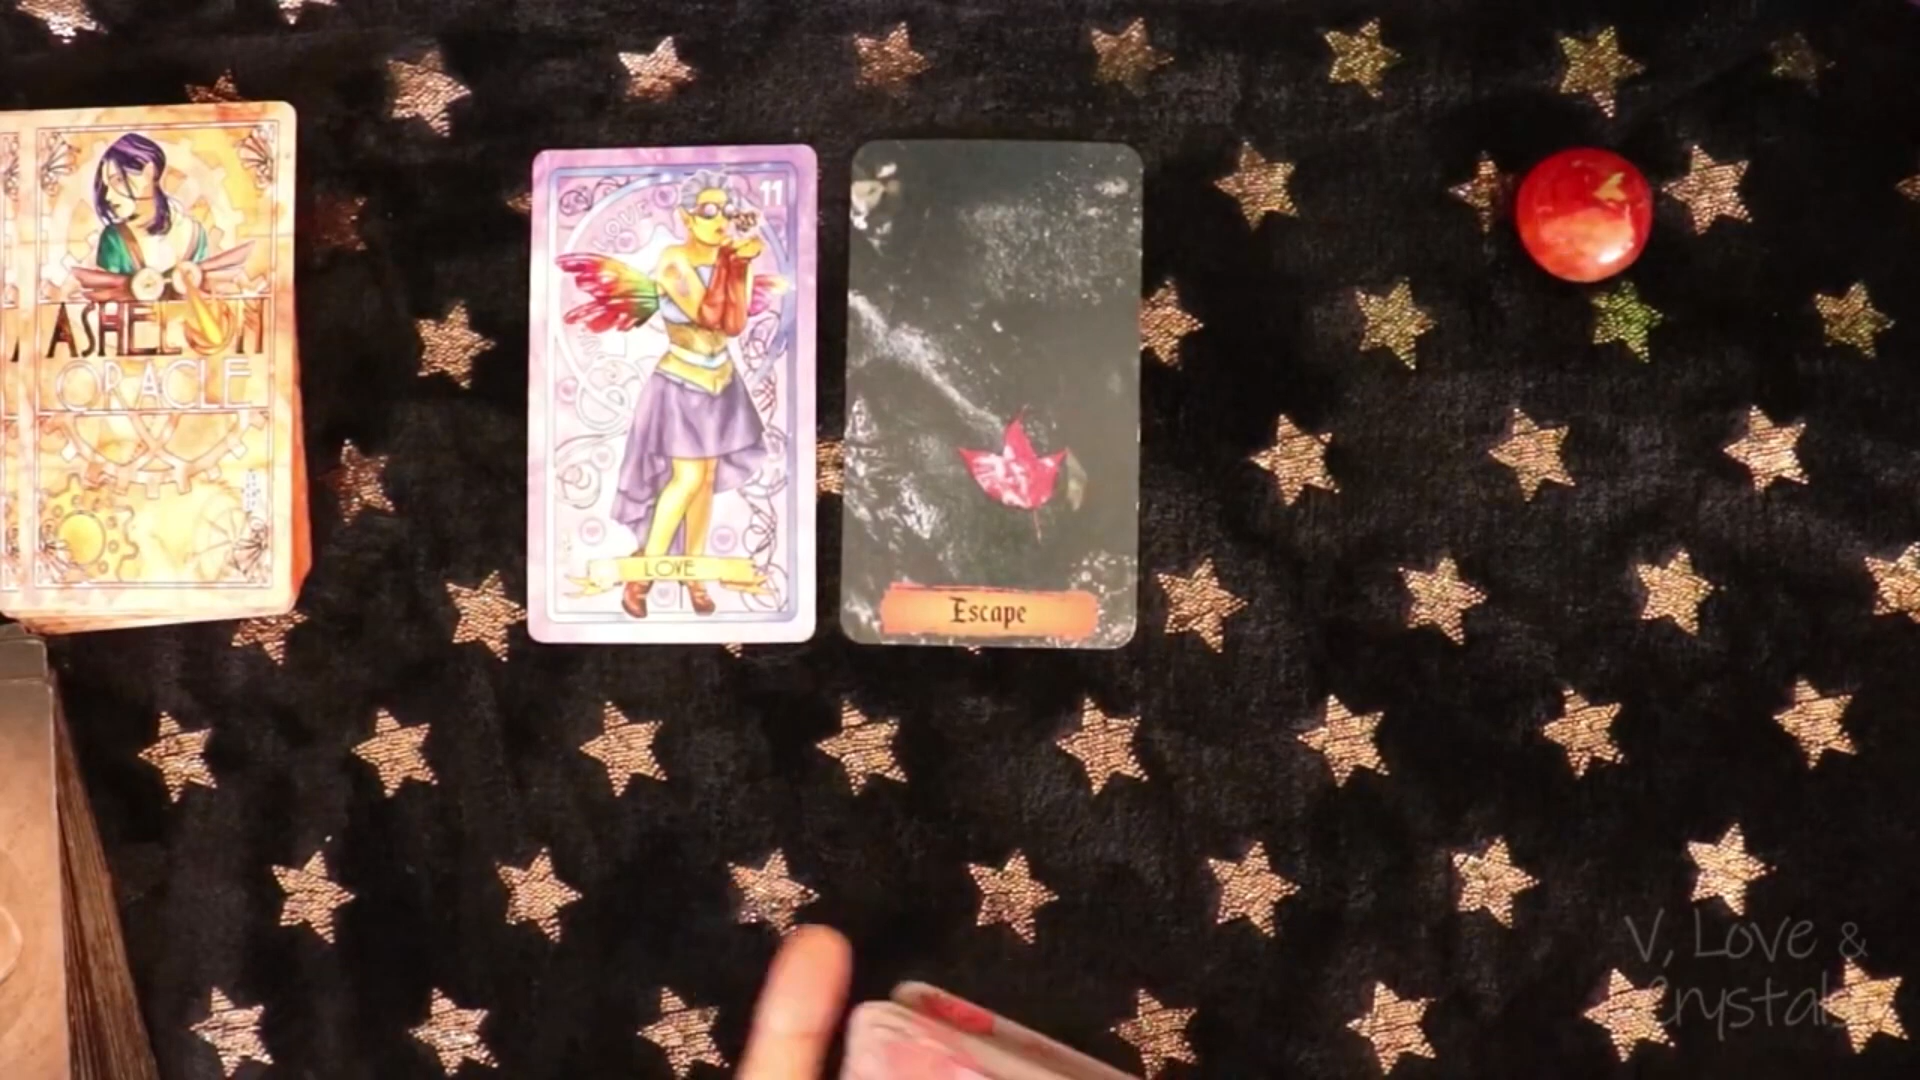 ASHELON
ORACLE
LOVE
11
LOVE
Escape
V, Love &
Crystals